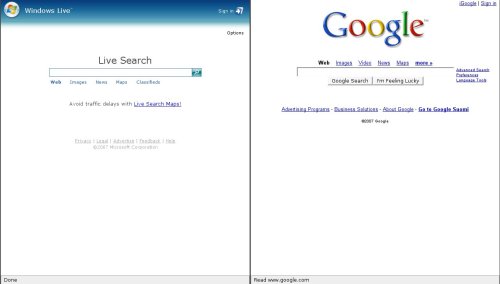 Windows Live™
Sign in
Options
Live Search
Web Images News Maps Classifieds
Avoid traffic delays with Live Search Maps!
Privacy | Legal | Advertise | Feedback | Help
©2007 Microsoft Corporation
Done
iGoogle | Sign in
Google™
Web Images Video News Maps more »
Advanced Search
Preferences
Language Tools
Google Search I'm Feeling Lucky
Advertising Programs - Business Solutions - About Google - Go to Google Suomi
©2007 Google
Read www.google.com